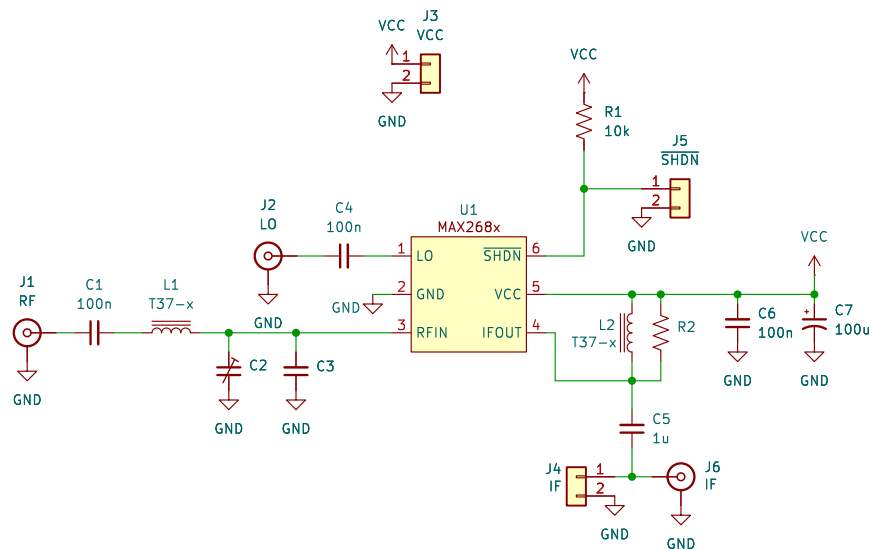 J3
VCC
VCC
1
2
GND
VCC
R1
10k
J5
SHDN
1
2
GND
J2
LO
C4
100n
U1
MAX268x
1
LO
SHDN
6
2
GND
VCC
5
3
RFIN
IFOUT
4
GND
GND
J1
RF
C1
100n
L1
T37-x
GND
C2
GND
C3
GND
L2
T37-x
R2
VCC
C6
100n
GND
C7
100u
+
GND
C5
1u
J4
IF
1
2
GND
J6
IF
GND